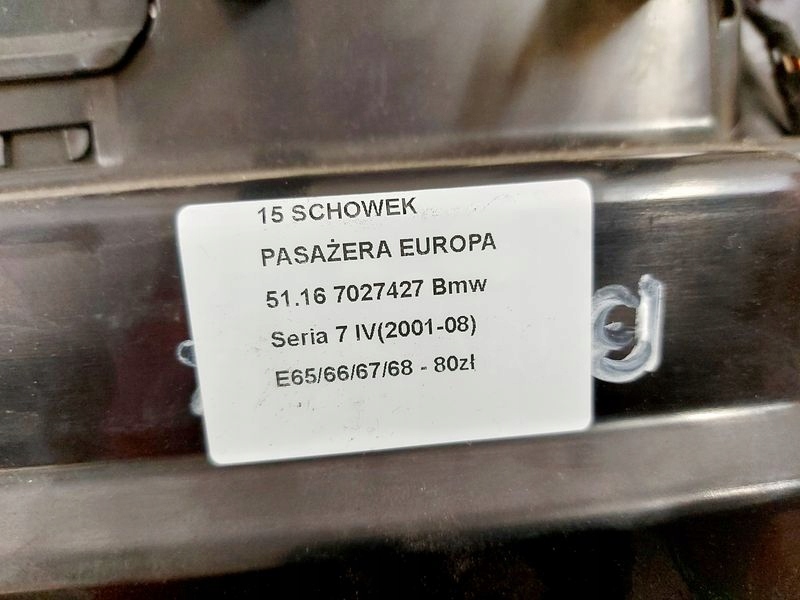 15 SCHOWEK
PASAŻERA EUROPA
51.16 7027427 Bmw
Seria 7 IV(2001-08)
E65/66/67/68 - 80zł